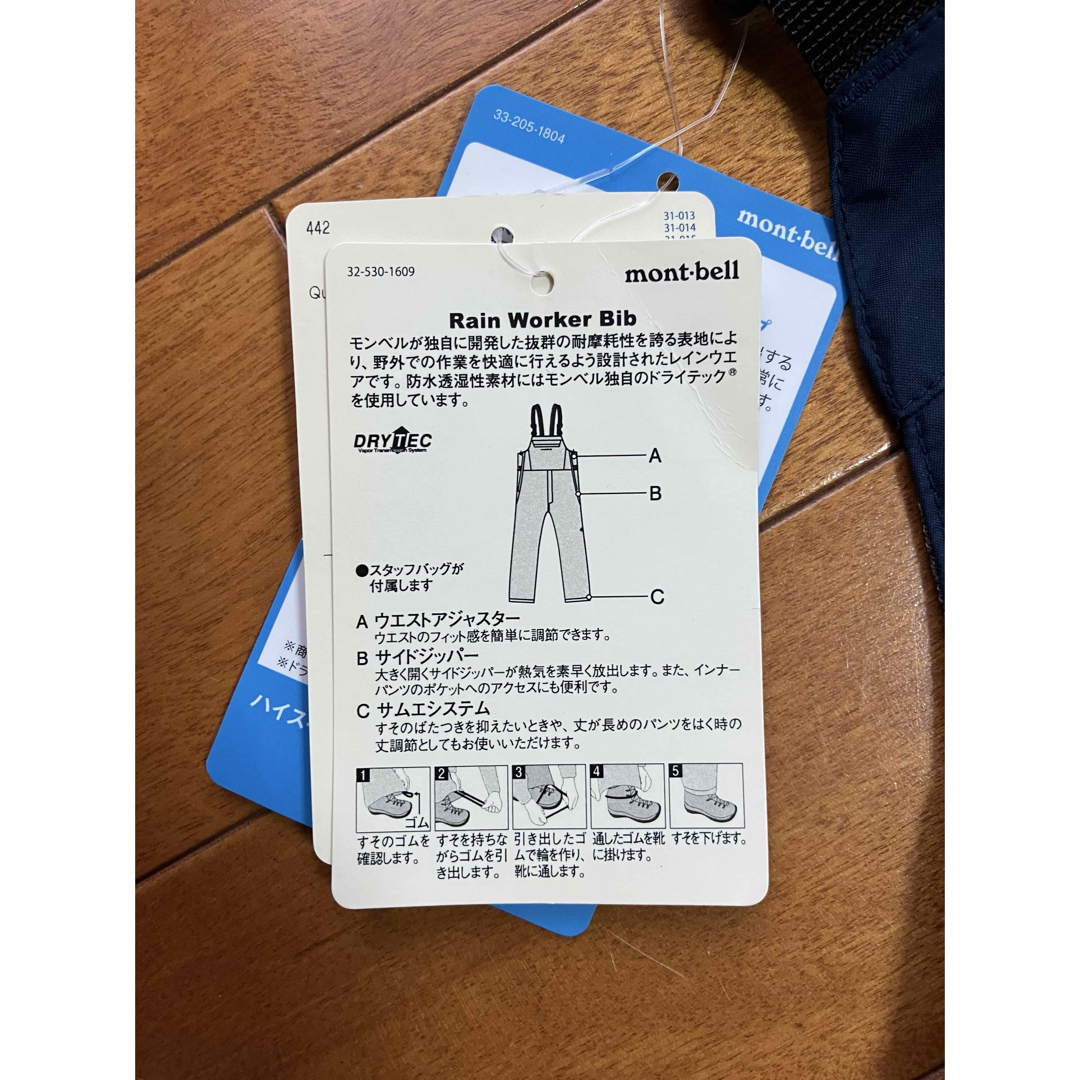 33-205-1804
mont·bell
442
31-013
31-014
32-530-1609
mont·bell
Rain Worker Bib
モンベルが独自に開発した抜群の耐摩耗性を誇る表地によ
り、野外での作業を快適に行えるよう設計されたレインウエ
アです。防水透湿性素材にはモンベル独自のドライテック®
を使用しています。
DRYTEC
Vapor Transmission System
A
B
C
●スタッフバッグが
付属します
A ウエストアジャスター
ウエストのフィット感を簡単に調節できます。
B サイドジッパー
大きく開くサイドジッパーが熱気を素早く放出します。また、インナー
パンツのポケットへのアクセスにも便利です。
C サムエシステム
すそのばたつきを抑えたいときや、丈が長めのパンツをはく時の
丈調節としてもお使いいただけます。
1 2 3 4 5
ゴム
すそのゴムを
確認します。
すそを持ちな
がらゴムを引
き出します。
引き出したゴ
ムで輪を作り、
靴に通します。
通したゴムを靴
に掛けます。
すそを下げます。
する
常に
す。
※商
※ドラ
ハイス